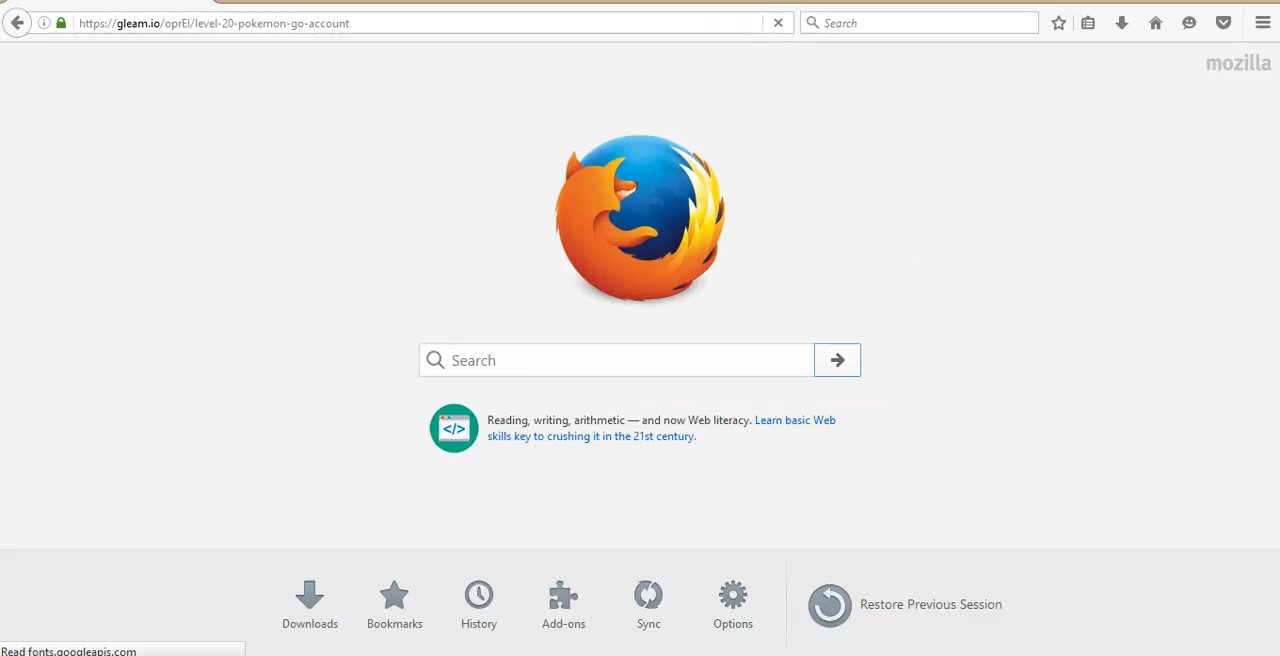 https://gleam.io/oprEl/level-20-pokemon-go-account
Search
mozilla
Search
</>
Reading, writing, arithmetic — and now Web literacy. Learn basic Web
skills key to crushing it in the 21st century.
Downloads
Bookmarks
History
Add-ons
Sync
Options
Restore Previous Session
Read fonts.googleapis.com